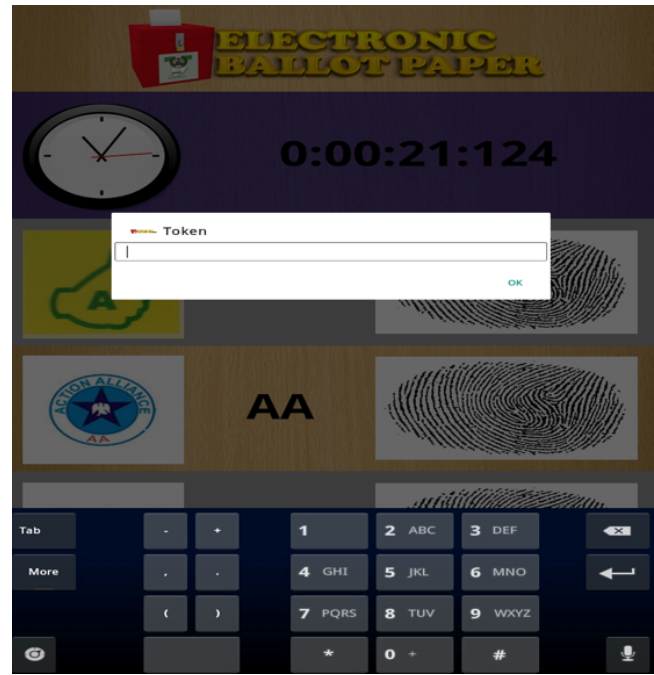 ELECTRONIC
BALLOT PAPER
0:00:21:124
Token
OK
A
ACTION ALLIANCE
AA
AA
Tab - + 1 2 ABC 3 DEF
More , . 4 GHI 5 JKL 6 MNO
( ) 7 PQRS 8 TUV 9 WXYZ
* 0 + #